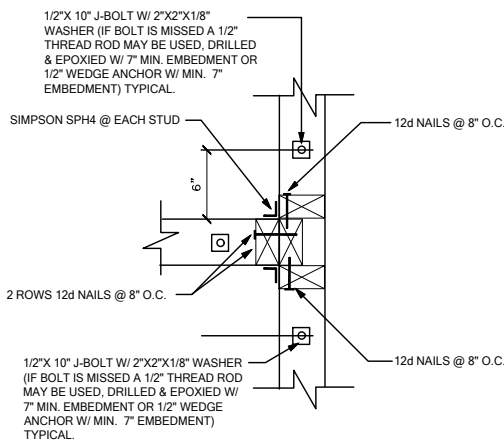 1/2"X 10" J-BOLT W/ 2"X2"X1/8"
WASHER (IF BOLT IS MISSED A 1/2"
THREAD ROD MAY BE USED, DRILLED
& EPOXIED W/ 7" MIN. EMBEDMENT OR
1/2" WEDGE ANCHOR W/ MIN. 7"
EMBEDMENT) TYPICAL.
SIMPSON SPH4 @ EACH STUD
12d NAILS @ 8" O.C.
6"
2 ROWS 12d NAILS @ 8" O.C.
1/2"X 10" J-BOLT W/ 2"X2"X1/8" WASHER
(IF BOLT IS MISSED A 1/2" THREAD ROD
MAY BE USED, DRILLED & EPOXIED W/
7" MIN. EMBEDMENT OR 1/2" WEDGE
ANCHOR W/ MIN. 7" EMBEDMENT)
TYPICAL.
12d NAILS @ 8" O.C.